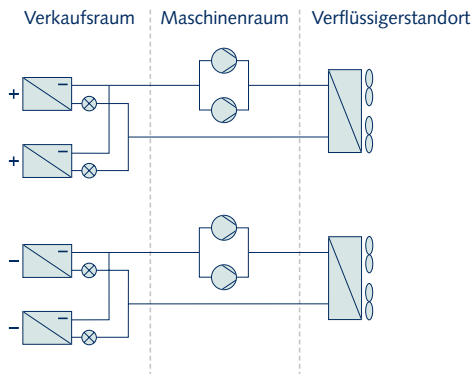 Verkaufsraum Maschinenraum Verflüssigerstandort
+
+
–
–